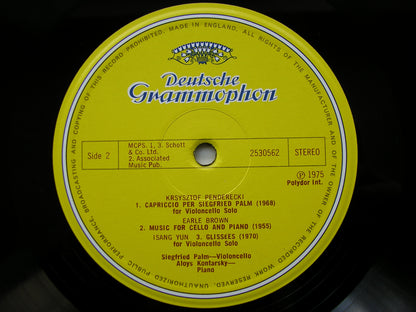 MADE IN ENGLAND. ALL RIGHTS OF THE MANUFACTURER AND OF THE OWNER OF THE RECORDED WORK RESERVED. UNAUTHORISED PUBLIC PERFORMANCE, BROADCASTING AND COPYING OF THIS RECORD PROHIBITED.
Deutsche
Grammophon
Side 2
MCPS. 1, 3. Schott
& Co. Ltd.
2. Associated
Music Pub.
2530562
STEREO
℗ 1975
Polydor Int.
KRSYSZTOF PENDERECKI
1. CAPRICCIO PER SIEGFRIED PALM (1968)
for Violoncello Solo
EARLE BROWN
2. MUSIC FOR CELLO AND PIANO (1955)
ISANG YUN 3. GLISSEES (1970)
for Violoncello Solo
Siegfried Palm—Violoncello
Aloys Kontarsky—
Piano